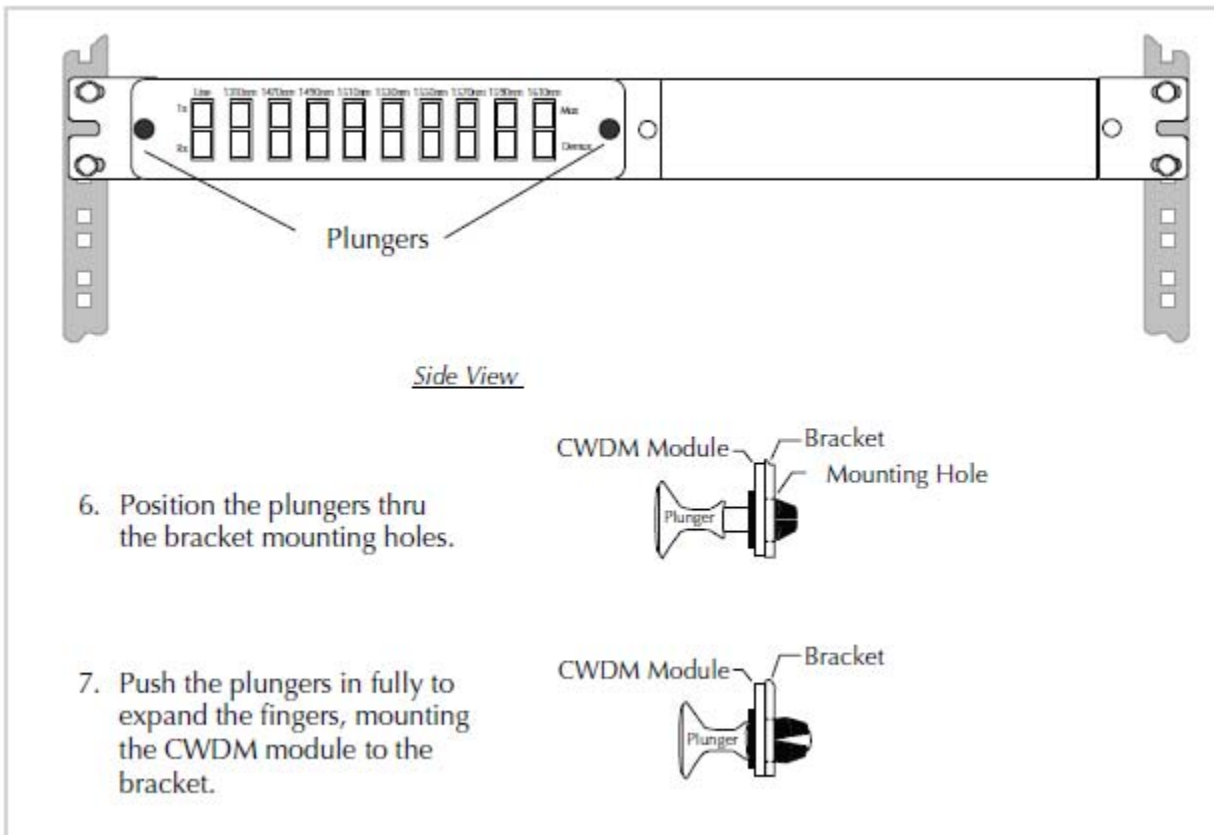 Line 1310nm 1470nm 1490nm 1510nm 1530nm 1550nm 1570nm 1590nm 1610nm
Tx
Mux
Rx
Demux
Plungers
Side View
CWDM Module
Bracket
Mounting Hole
Plunger
6. Position the plungers thru
the bracket mounting holes.
CWDM Module
Bracket
Plunger
7. Push the plungers in fully to
expand the fingers, mounting
the CWDM module to the
bracket.